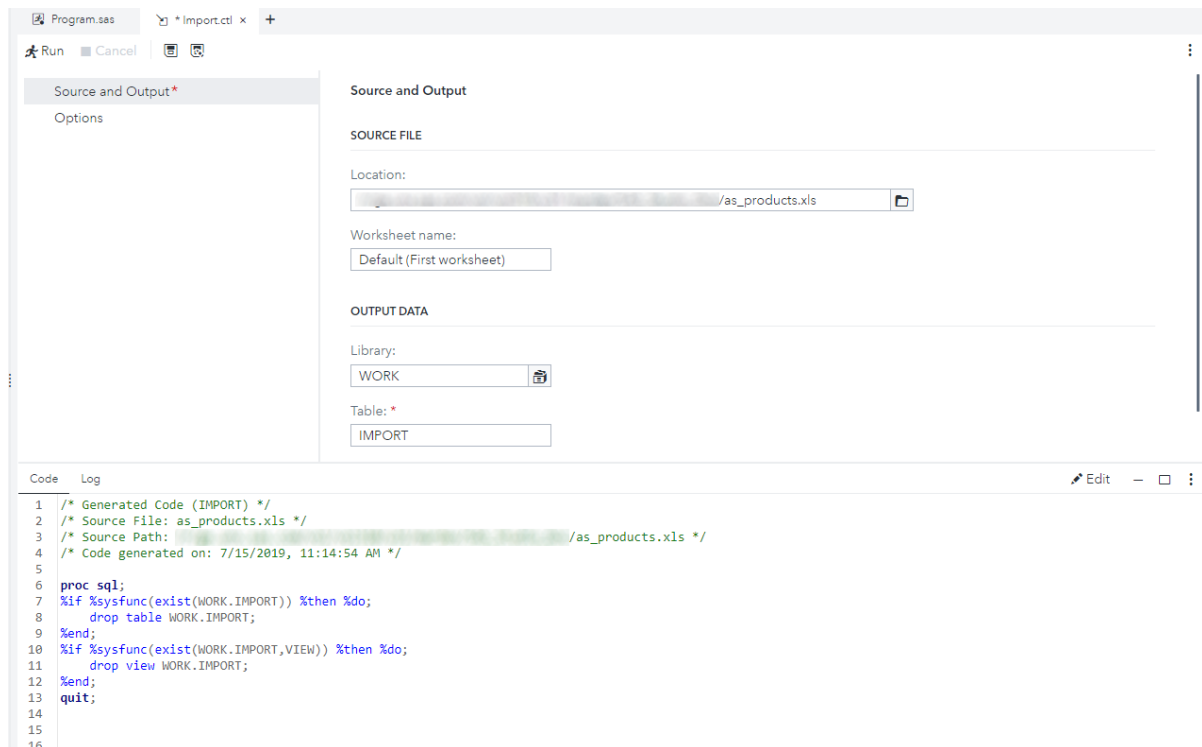 Program.sas * Import.ctl × +
Run Cancel
Source and Output*
Options
Source and Output
SOURCE FILE
Location:
/as_products.xls
Worksheet name:
Default (First worksheet)
OUTPUT DATA
Library:
WORK
Table: *
IMPORT
Code Log Edit
1 /* Generated Code (IMPORT) */
2 /* Source File: as_products.xls */
3 /* Source Path: /as_products.xls */
4 /* Code generated on: 7/15/2019, 11:14:54 AM */
5
6 proc sql;
7 %if %sysfunc(exist(WORK.IMPORT)) %then %do;
8 drop table WORK.IMPORT;
9 %end;
10 %if %sysfunc(exist(WORK.IMPORT,VIEW)) %then %do;
11 drop view WORK.IMPORT;
12 %end;
13 quit;
14
15
16